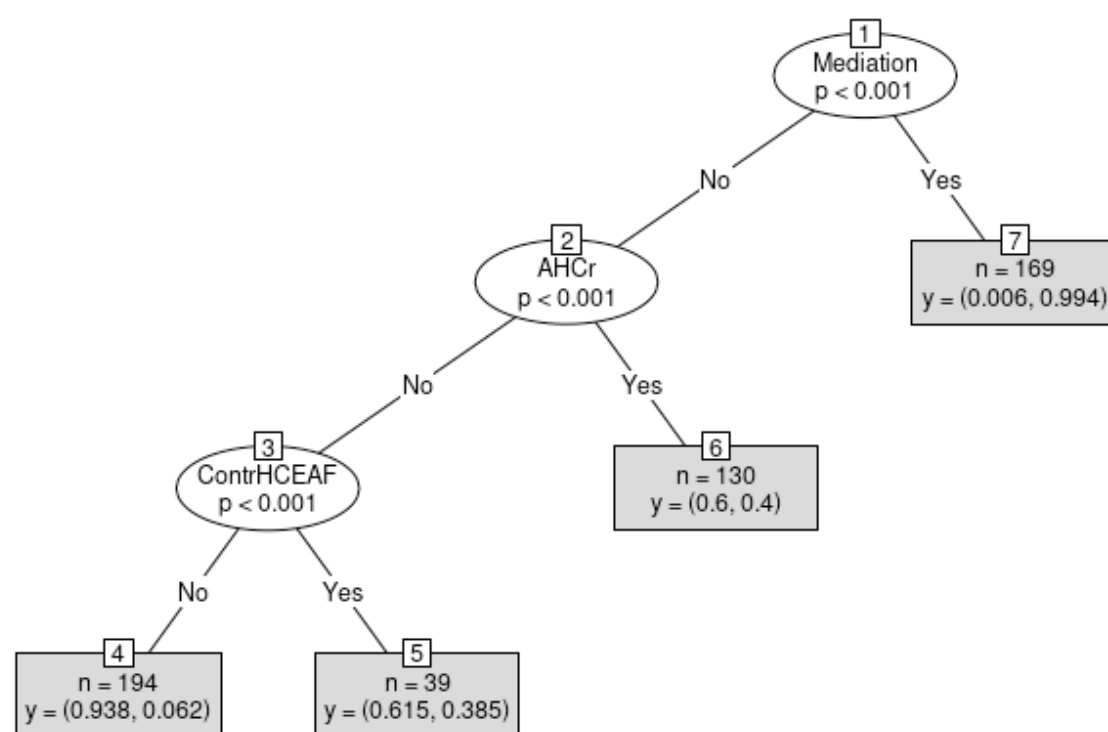 1
Mediation
p < 0.001
No
Yes
2
AHCr
p < 0.001
7
n = 169
y = (0.006, 0.994)
No
Yes
3
ContrHCEAF
p < 0.001
6
n = 130
y = (0.6, 0.4)
No
Yes
4
n = 194
y = (0.938, 0.062)
5
n = 39
y = (0.615, 0.385)